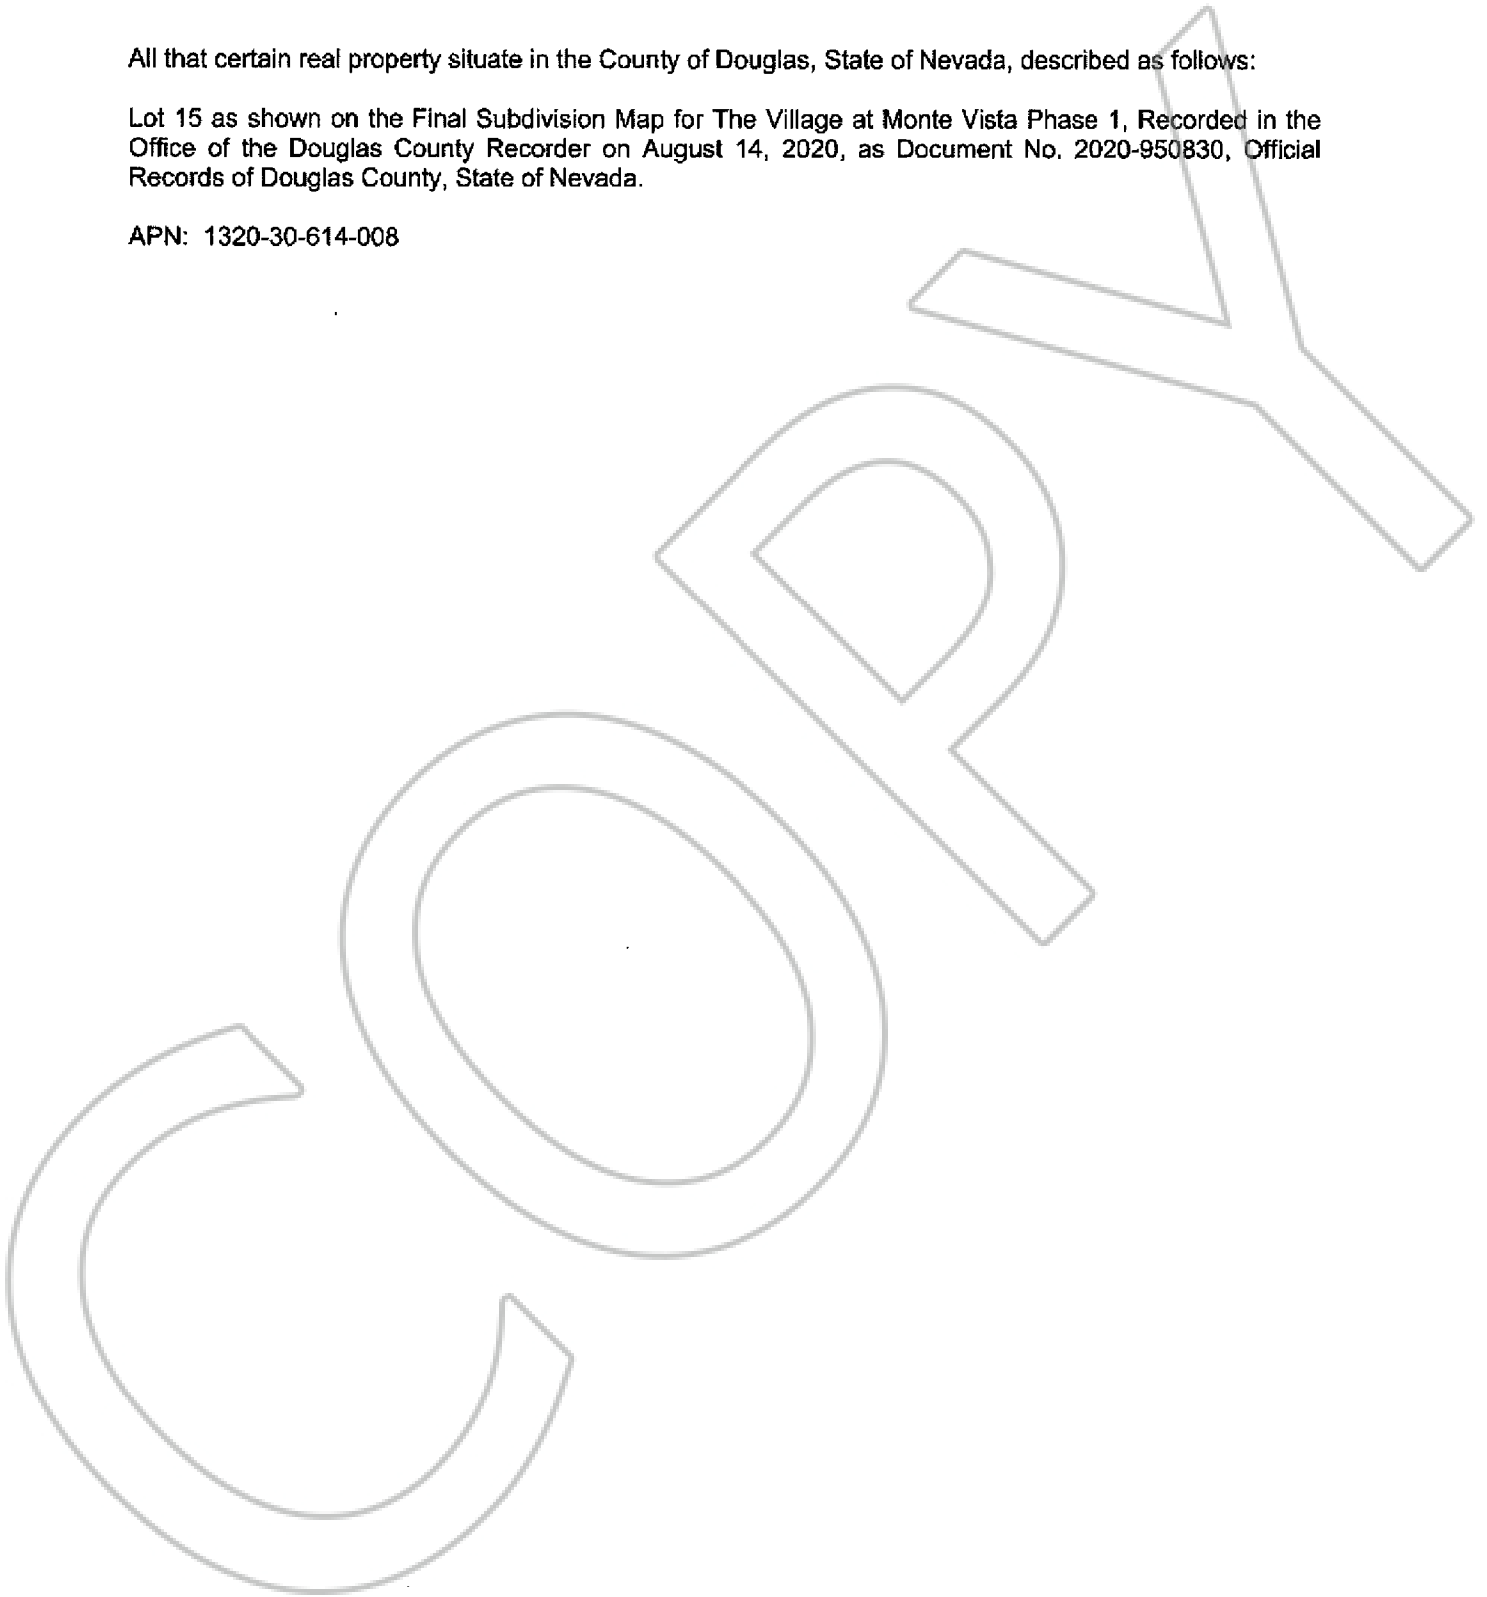 All that certain real property situate in the County of Douglas, State of Nevada, described as follows:
Lot 15 as shown on the Final Subdivision Map for The Village at Monte Vista Phase 1, Recorded in the
Office of the Douglas County Recorder on August 14, 2020, as Document No. 2020-950830, Official
Records of Douglas County, State of Nevada.
APN: 1320-30-614-008
COPY